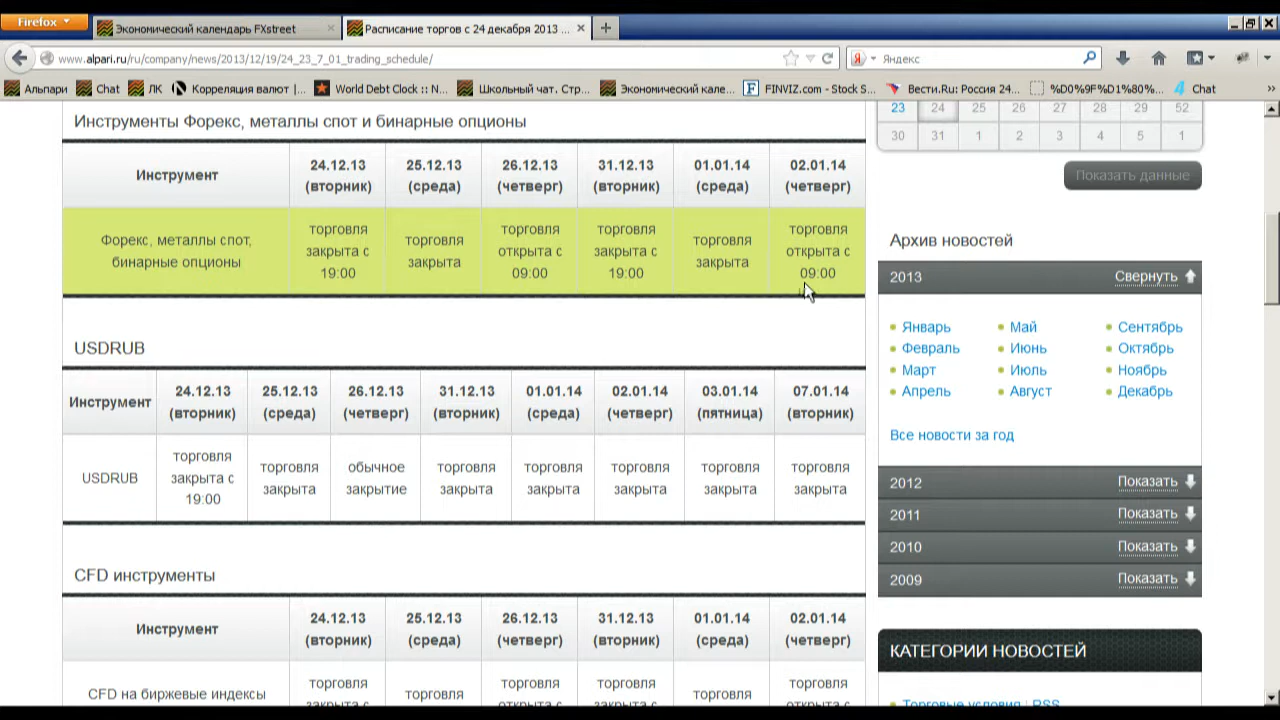 Firefox
Экономический календарь FXstreet
Расписание торгов с 24 декабря 2013 ...
www.alpari.ru/ru/company/news/2013/12/19/24_23_7_01_trading_schedule/
Яндекс
Альпари
Chat
ЛК
Корреляция валют |...
World Debt Clock :: N...
Школьный чат. Стр...
Экономический кале...
FINVIZ.com - Stock S...
Вести.Ru: Россия 24...
%D0%9F%D1%80%...
Chat
Инструменты Форекс, металлы спот и бинарные опционы
Инструмент
24.12.13
(вторник)
25.12.13
(среда)
26.12.13
(четверг)
31.12.13
(вторник)
01.01.14
(среда)
02.01.14
(четверг)
Форекс, металлы спот,
бинарные опционы
торговля
закрыта с
19:00
торговля
закрыта
торговля
открыта с
09:00
торговля
закрыта с
19:00
торговля
закрыта
торговля
открыта с
09:00
USDRUB
Инструмент
24.12.13
(вторник)
25.12.13
(среда)
26.12.13
(четверг)
31.12.13
(вторник)
01.01.14
(среда)
02.01.14
(четверг)
03.01.14
(пятница)
07.01.14
(вторник)
USDRUB
торговля
закрыта с
19:00
торговля
закрыта
обычное
закрытие
торговля
закрыта
торговля
закрыта
торговля
закрыта
торговля
закрыта
торговля
закрыта
CFD инструменты
Инструмент
24.12.13
(вторник)
25.12.13
(среда)
26.12.13
(четверг)
31.12.13
(вторник)
01.01.14
(среда)
02.01.14
(четверг)
CFD на биржевые индексы
торговля
закрыта с
торговля
торговля
открыта с
торговля
закрыта с
торговля
торговля
открыта с
23 24 25 26 27 28 29 52
30 31 1 2 3 4 5 1
Показать данные
Архив новостей
2013 Свернуть
Январь Май Сентябрь
Февраль Июнь Октябрь
Март Июль Ноябрь
Апрель Август Декабрь
Все новости за год
2012 Показать
2011 Показать
2010 Показать
2009 Показать
КАТЕГОРИИ НОВОСТЕЙ
Торговые условия | RSS